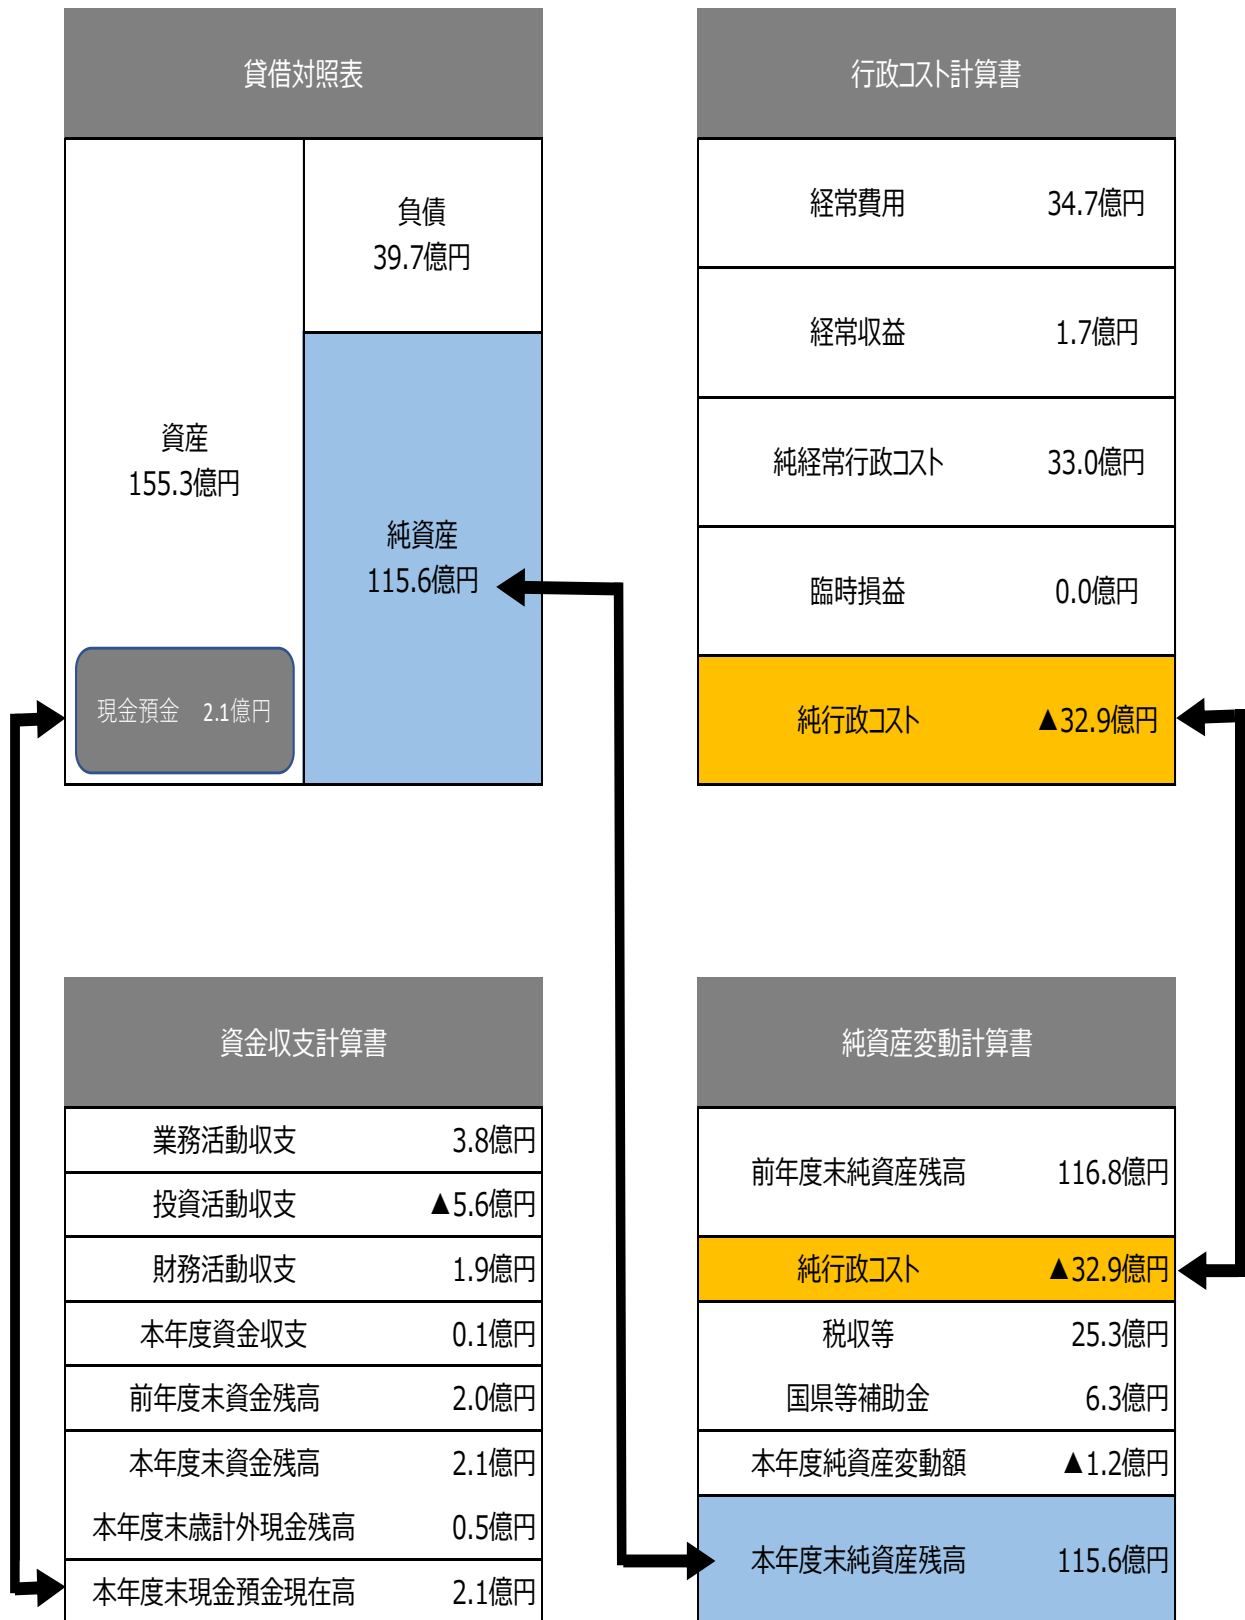 貸借対照表
資産
155.3億円
負債
39.7億円
純資産
115.6億円
現金預金　2.1億円
行政コスト計算書
経常費用 34.7億円
経常収益 1.7億円
純経常行政コスト 33.0億円
臨時損益 0.0億円
純行政コスト ▲32.9億円
資金収支計算書
業務活動収支 3.8億円
投資活動収支 ▲5.6億円
財務活動収支 1.9億円
本年度資金収支 0.1億円
前年度末資金残高 2.0億円
本年度末資金残高 2.1億円
本年度末歳計外現金残高 0.5億円
本年度末現金預金現在高 2.1億円
純資産変動計算書
前年度末純資産残高 116.8億円
純行政コスト ▲32.9億円
税収等 25.3億円
国県等補助金 6.3億円
本年度純資産変動額 ▲1.2億円
本年度末純資産残高 115.6億円